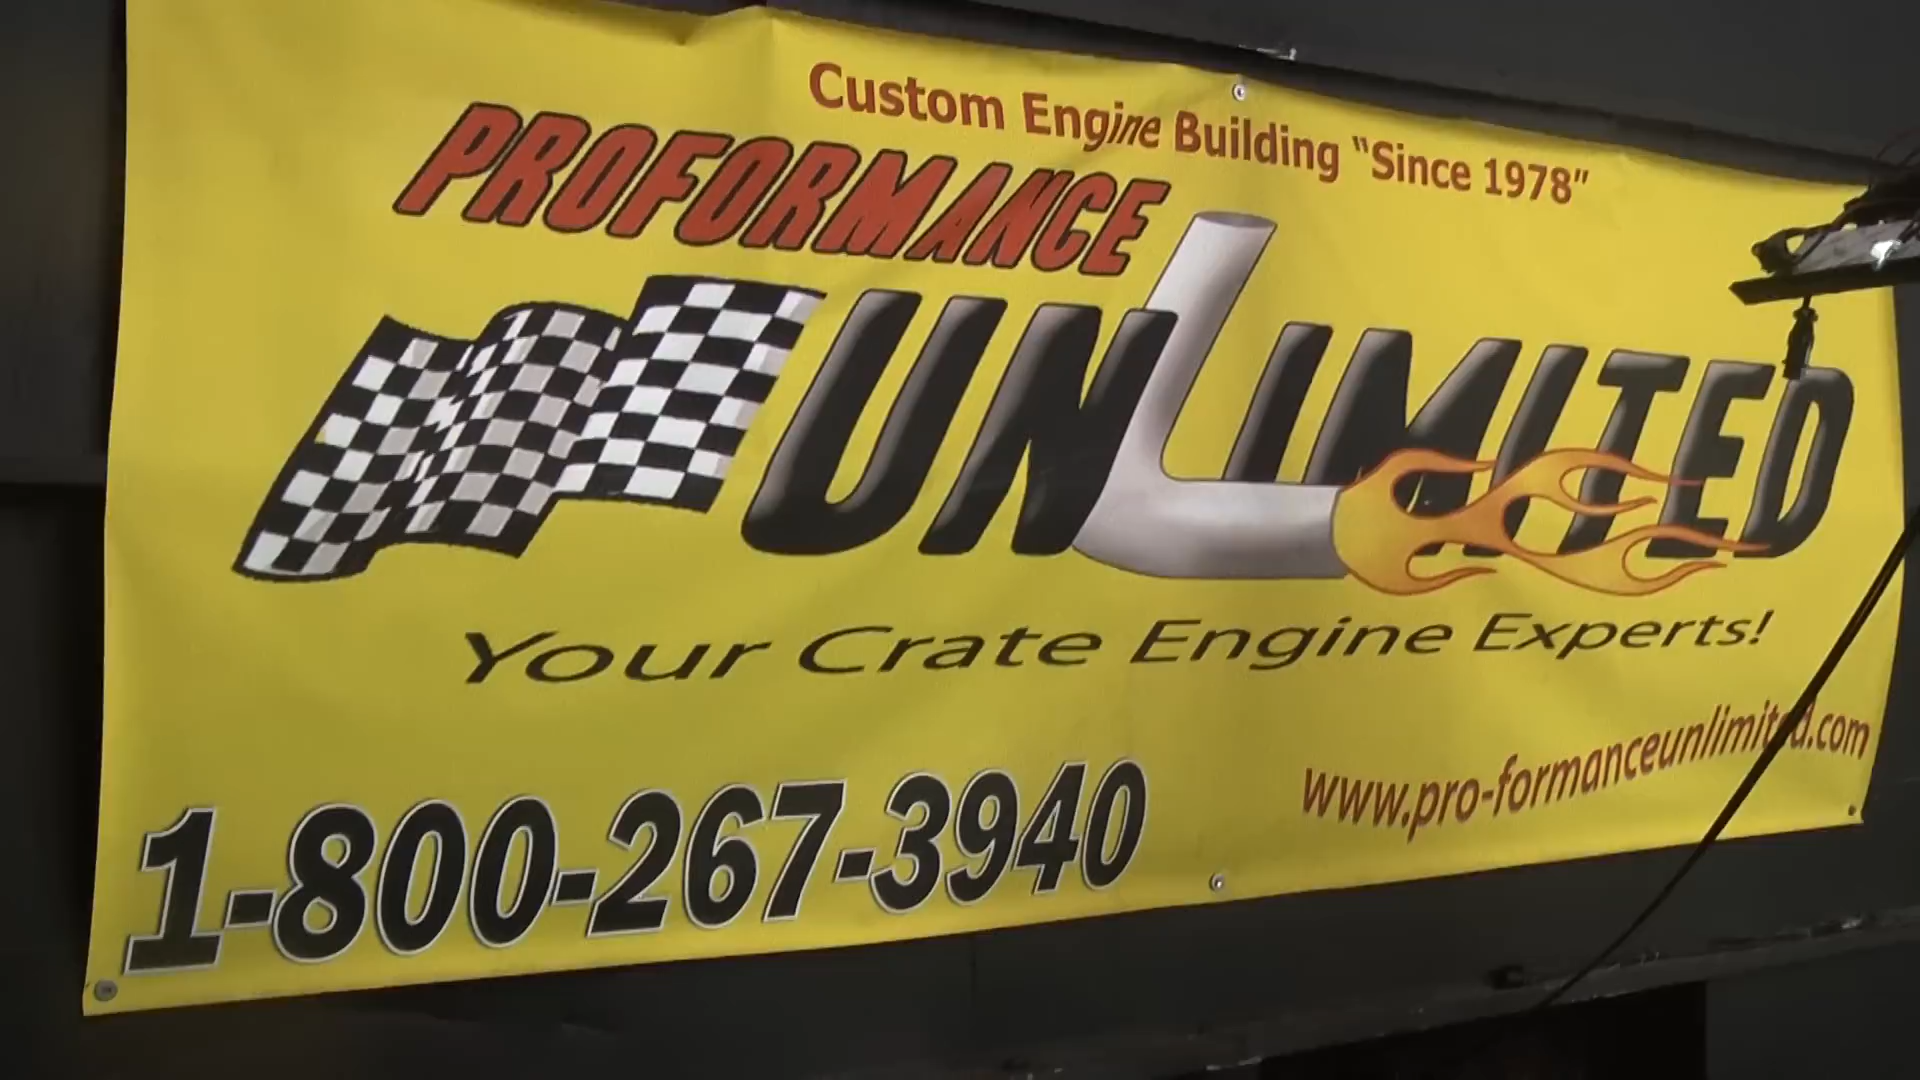 Custom Engine Building “Since 1978”
PROFORMANCE
UNLIMITED
Your Crate Engine Experts!
www.pro-formanceunlimited.com
1-800-267-3940